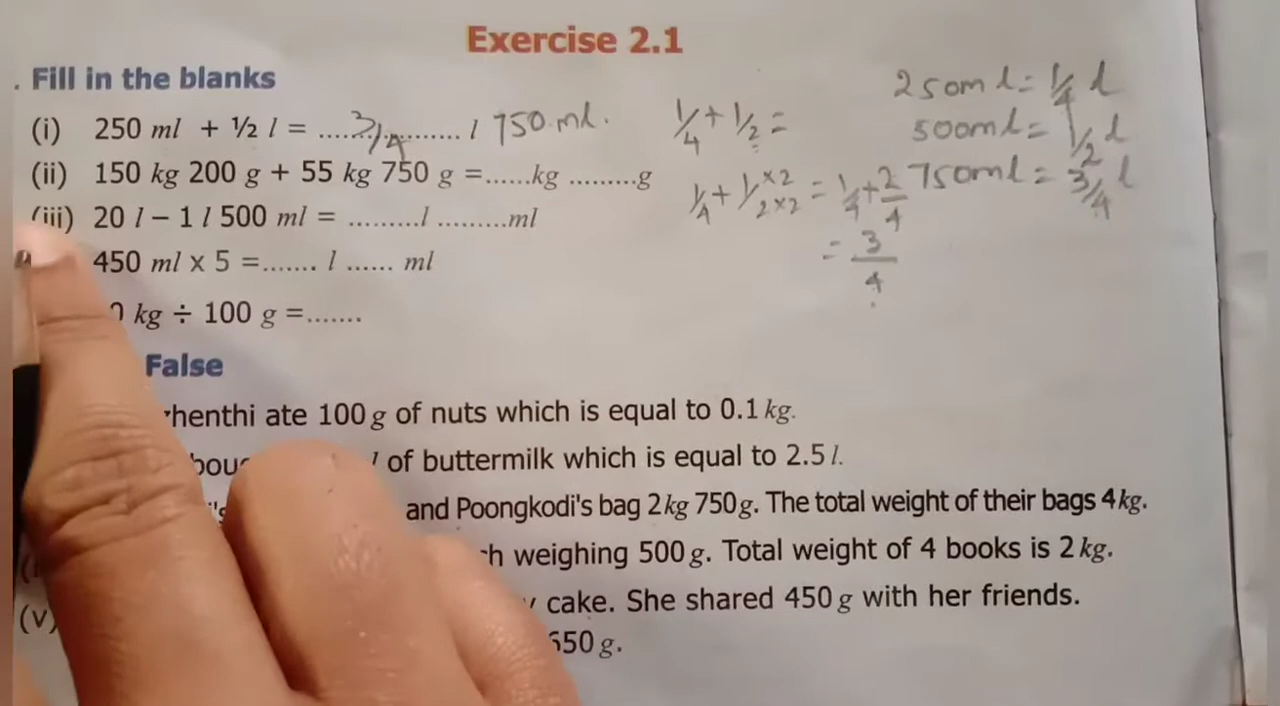 Exercise 2.1
. Fill in the blanks
(i) 250 ml + ½ l = .....3/4.......... l 750 ml.
(ii) 150 kg 200 g + 55 kg 750 g =......kg .........g
(iii) 20 l – 1 l 500 ml = .........l .........ml
450 ml x 5 =....... l ...... ml
kg ÷ 100 g =.......
False
ate 100 g of nuts which is equal to 0.1 kg.
of buttermilk which is equal to 2.5 l.
and Poongkodi's bag 2 kg 750 g. The total weight of their bags 4 kg.
weighing 500 g. Total weight of 4 books is 2 kg.
(v) cake. She shared 450 g with her friends.
650 g.
1/4 + 1/2 =
1/4 + 1/2 ×2 ×2 = 1/4 + 2/4
= 3/4
250 ml = 1/4 l
500 ml = 1/2 l
750 ml = 3/4 l